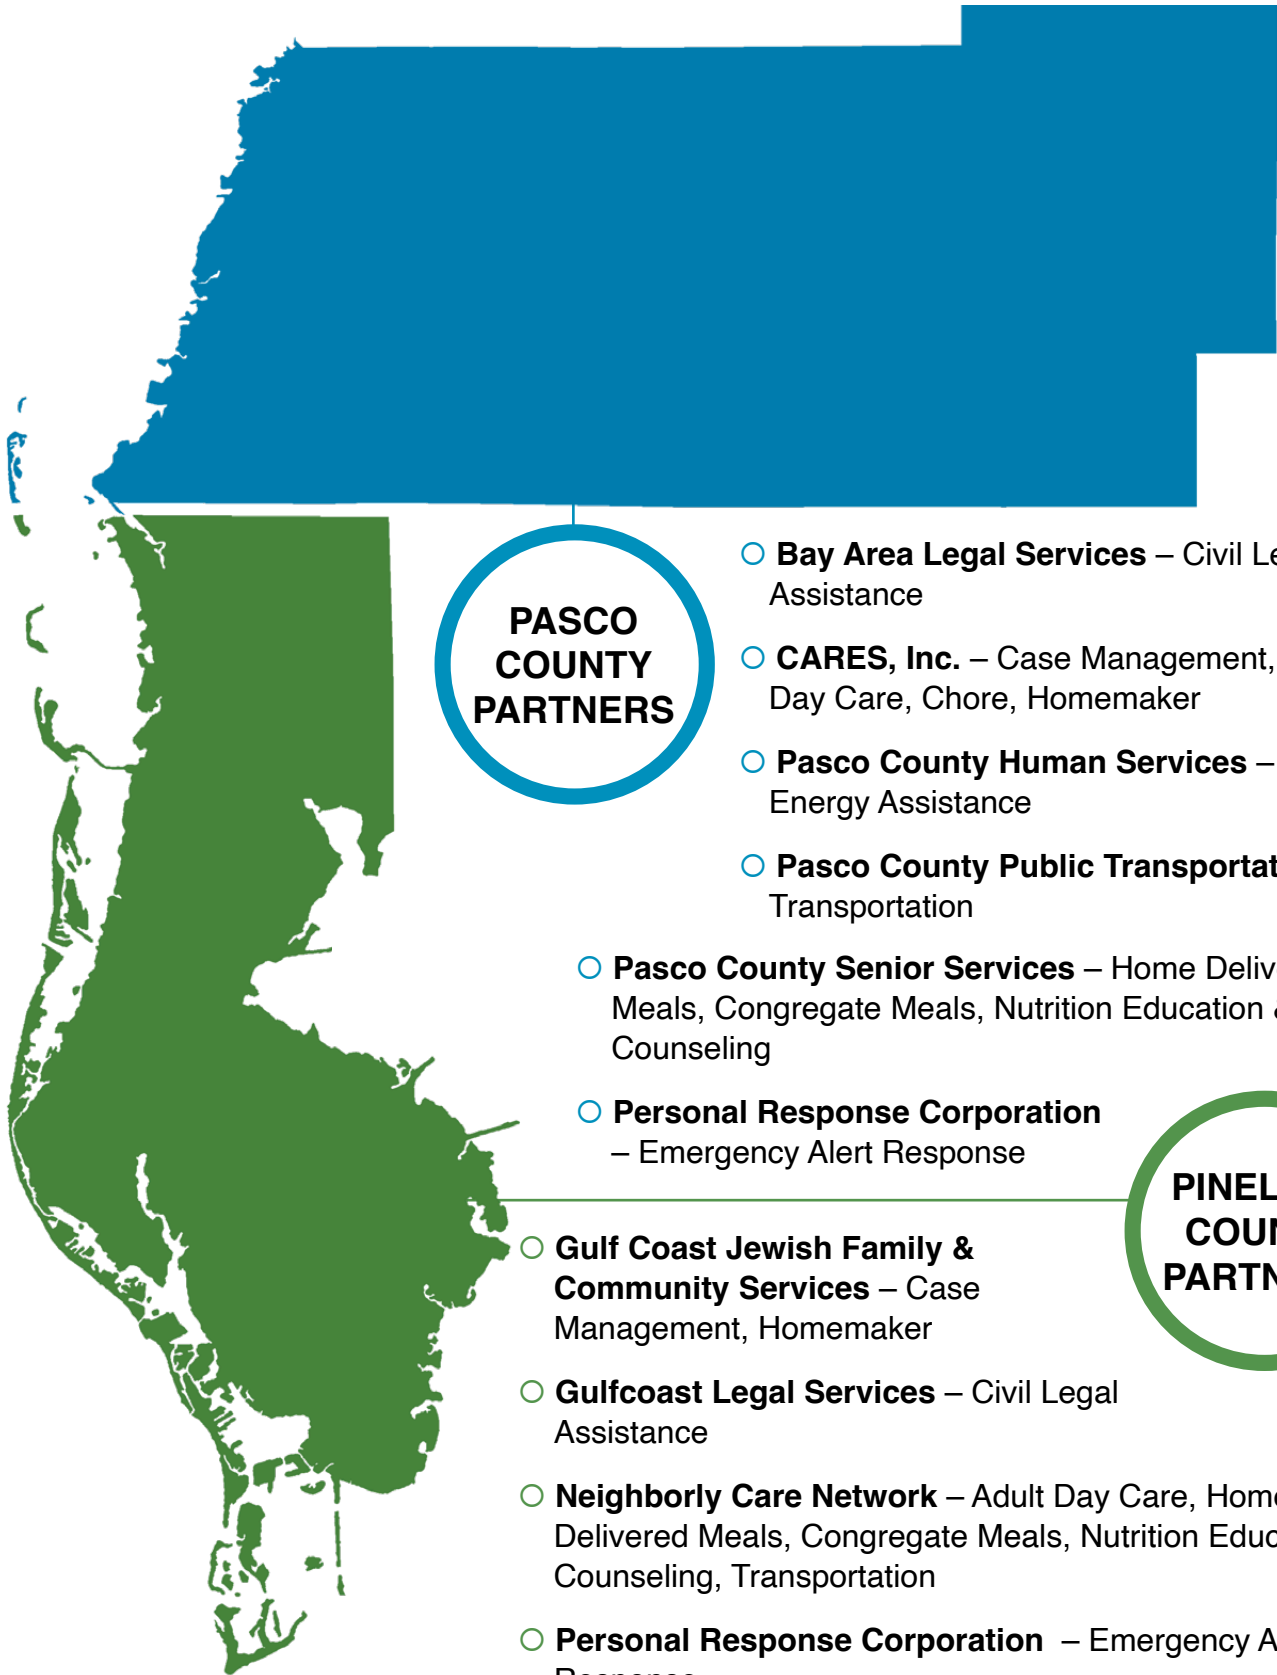 PASCO
COUNTY
PARTNERS
Bay Area Legal Services – Civil
Assistance
CARES, Inc. – Case Management,
Day Care, Chore, Homemaker
Pasco County Human Services –
Energy Assistance
Pasco County Public
Transportation
Pasco County Senior Services – Home
Meals, Congregate Meals, Nutrition Education
Counseling
Personal Response Corporation
– Emergency Alert Response
Gulf Coast Jewish Family &
Community Services – Case
Management, Homemaker
Gulfcoast Legal Services – Civil Legal
Assistance
Neighborly Care Network – Adult Day Care, Home
Delivered Meals, Congregate Meals, Nutrition
Counseling, Transportation
Personal Response Corporation – Emergency